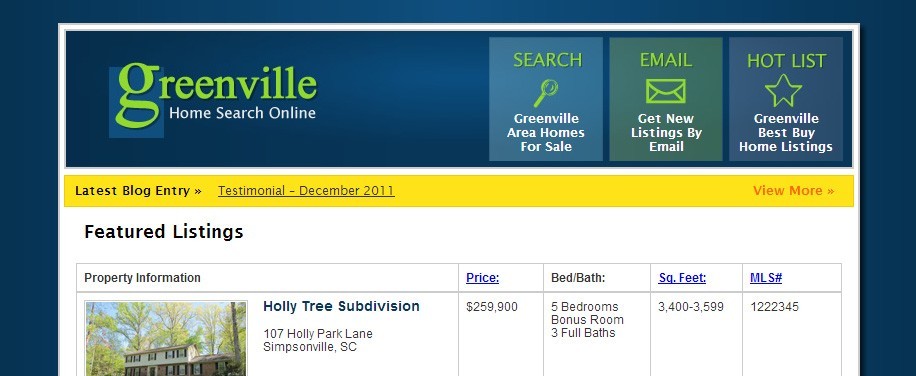 greenville
Home Search Online
SEARCH
Greenville
Area Homes
For Sale
EMAIL
Get New
Listings By
Email
HOT LIST
Greenville
Best Buy
Home Listings
Latest Blog Entry » Testimonial – December 2011 View More »
Featured Listings
Property Information Price: Bed/Bath: Sq. Feet: MLS#
Holly Tree Subdivision $259,900 5 Bedrooms 3,400-3,599 1222345
Bonus Room
107 Holly Park Lane 3 Full Baths
Simpsonville, SC